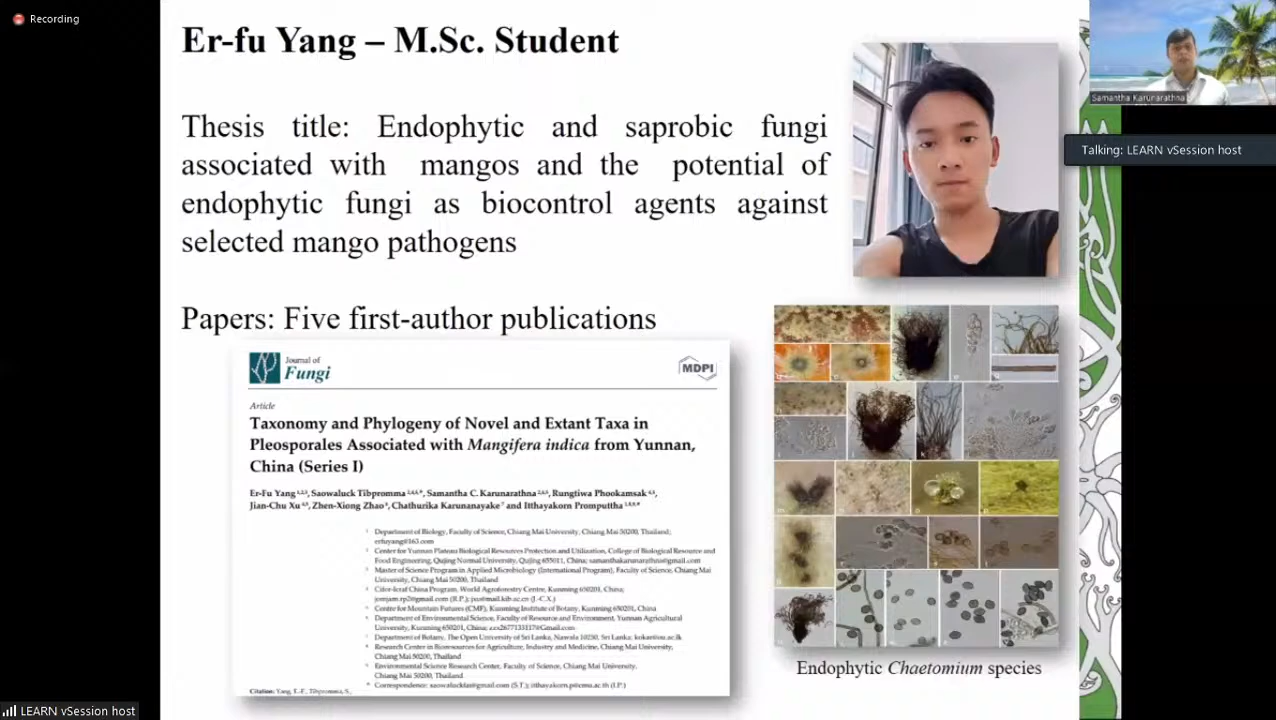 Recording
Er-fu Yang – M.Sc. Student
Samantha Karunarathna
Talking: LEARN vSession host
Thesis title: Endophytic and saprobic fungi
associated with mangos and the potential of
endophytic fungi as biocontrol agents against
selected mango pathogens
Papers: Five first-author publications
Journal of
Fungi
MDPI
Article
Taxonomy and Phylogeny of Novel and Extant Taxa in
Pleosporales Associated with Mangifera indica from Yunnan,
China (Series I)
Er-Fu Yang, Saowaluck Tibpromma, Samantha C. Karunarathna, Rungtiwa Phookamsak,
Jian-Chu Xu, Zhen-Xiong Zhao, Chathurika Karunanayake and Itthayakorn Promputtha
Department of Biology, Faculty of Science, Chiang Mai University, Chiang Mai 50200, Thailand;
erfuyang@163.com
Center for Yunnan Plateau Biological Resources Protection and Utilization, College of Biological Resource and
Food Engineering, Qujing Normal University, Qujing 655011, China; samanthakarunarathna@gmail.com
Master of Science Program in Applied Microbiology (International Program), Faculty of Science, Chiang Mai
University, Chiang Mai 50200, Thailand
China Program, World Agroforestry Centre, Kunming 650201, China;
(R.P.); (J.-C.X.)
Centre for Mountain Futures (CMF), Kunming Institute of Botany, Kunming 650201, China
Department of Environmental Science, Faculty of Resource and Environment, Yunnan Agricultural
University, Kunming 650201, China;
Department of Botany, The Open University of Sri Lanka, Nawala 10250, Sri Lanka;
Research Center in Bioresources for Agriculture, Industry and Medicine, Chiang Mai University,
Chiang Mai 50200, Thailand
Environmental Science Research Center, Faculty of Science, Chiang Mai University,
Chiang Mai 50200, Thailand
Correspondence: (S.T.); (I.P.)
Citation: Yang, E.-F.; Tibpromma, S.,
Endophytic Chaetomium species
LEARN vSession host